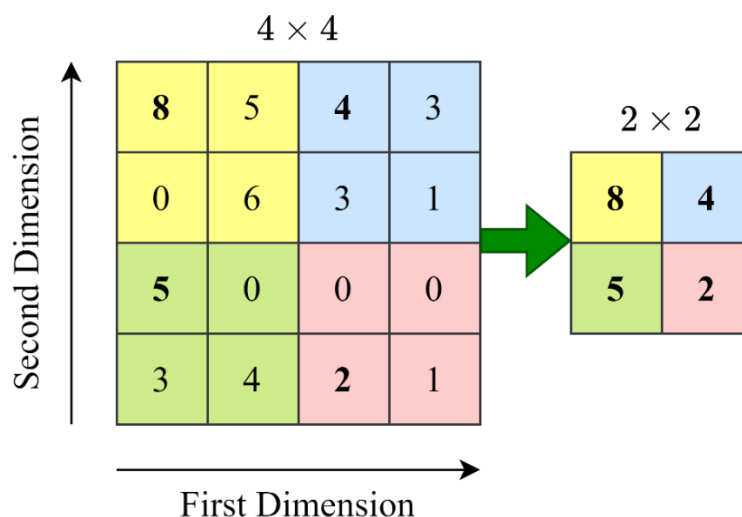 4 × 4
8 5 4 3
0 6 3 1
5 0 0 0
3 4 2 1
2 × 2
8 4
5 2
Second Dimension
First Dimension